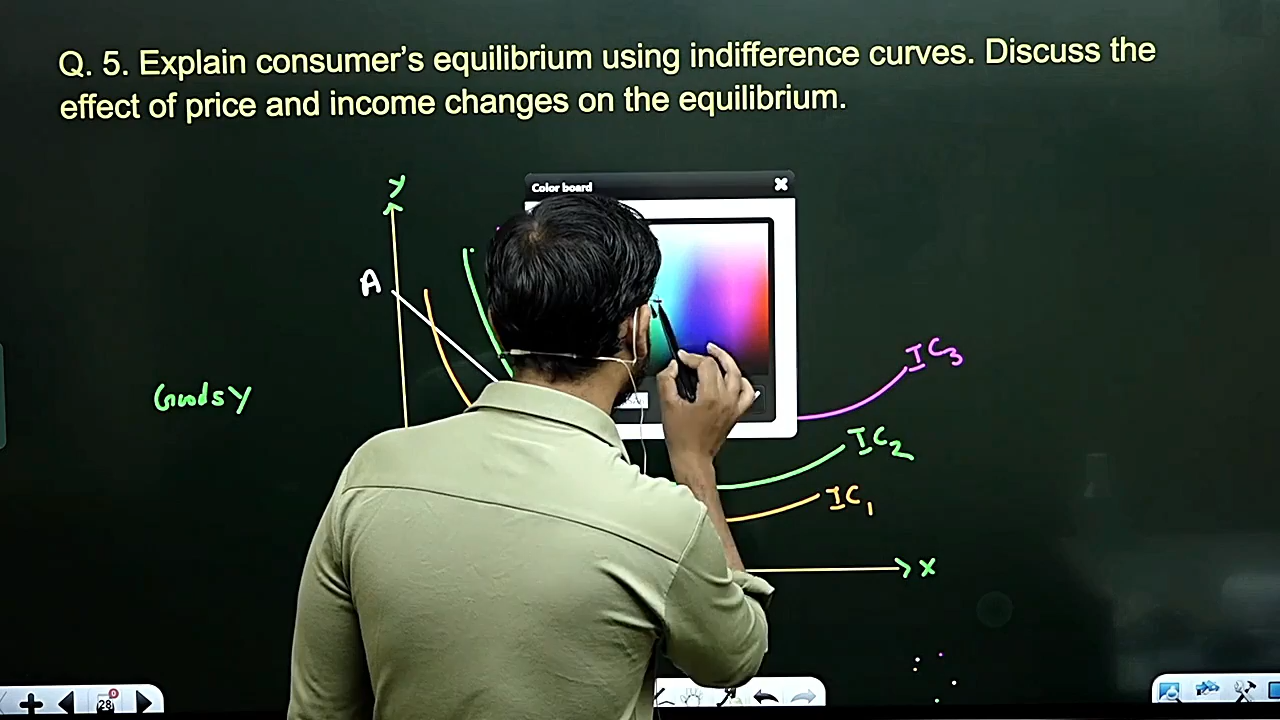 Q. 5. Explain consumer's equilibrium using indifference curves. Discuss the
effect of price and income changes on the equilibrium.
Y
Color board
A
IC3
Goods Y
IC2
IC1
X
28
0